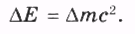 ΔE = Δmc².